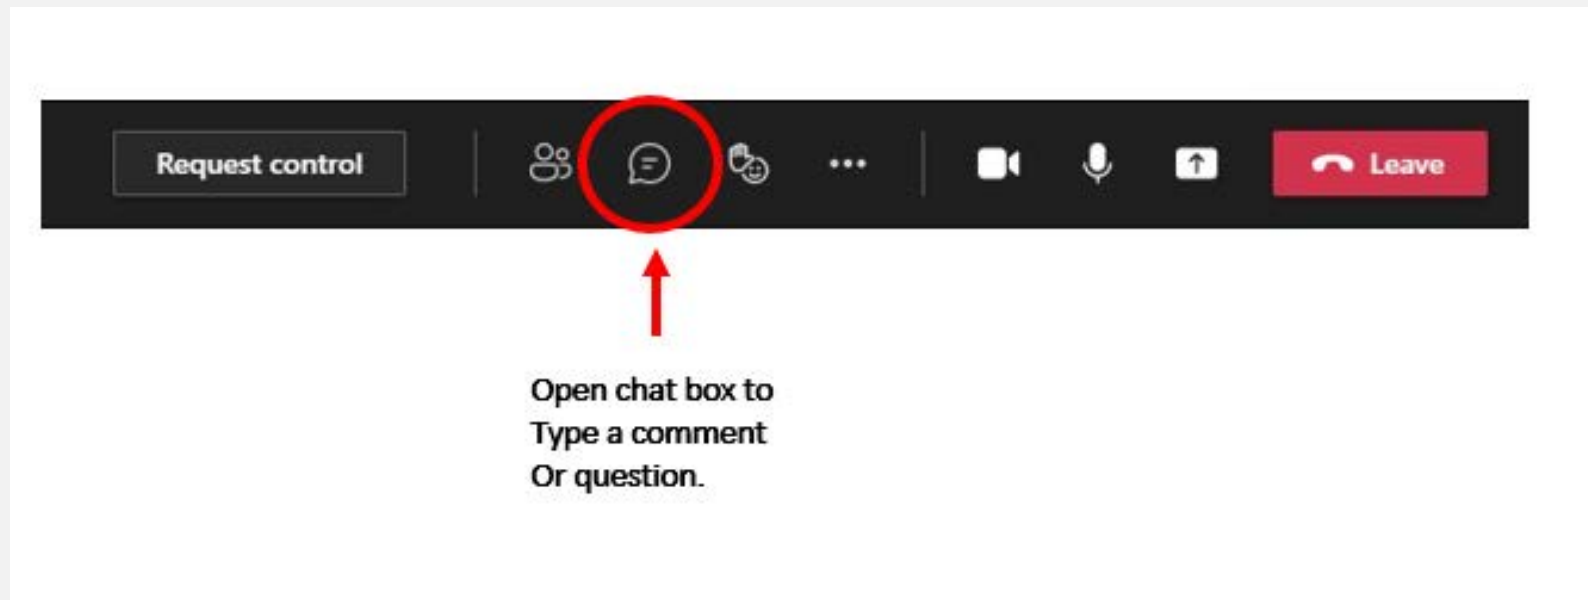 Request control
Leave
Open chat box to
Type a comment
Or question.